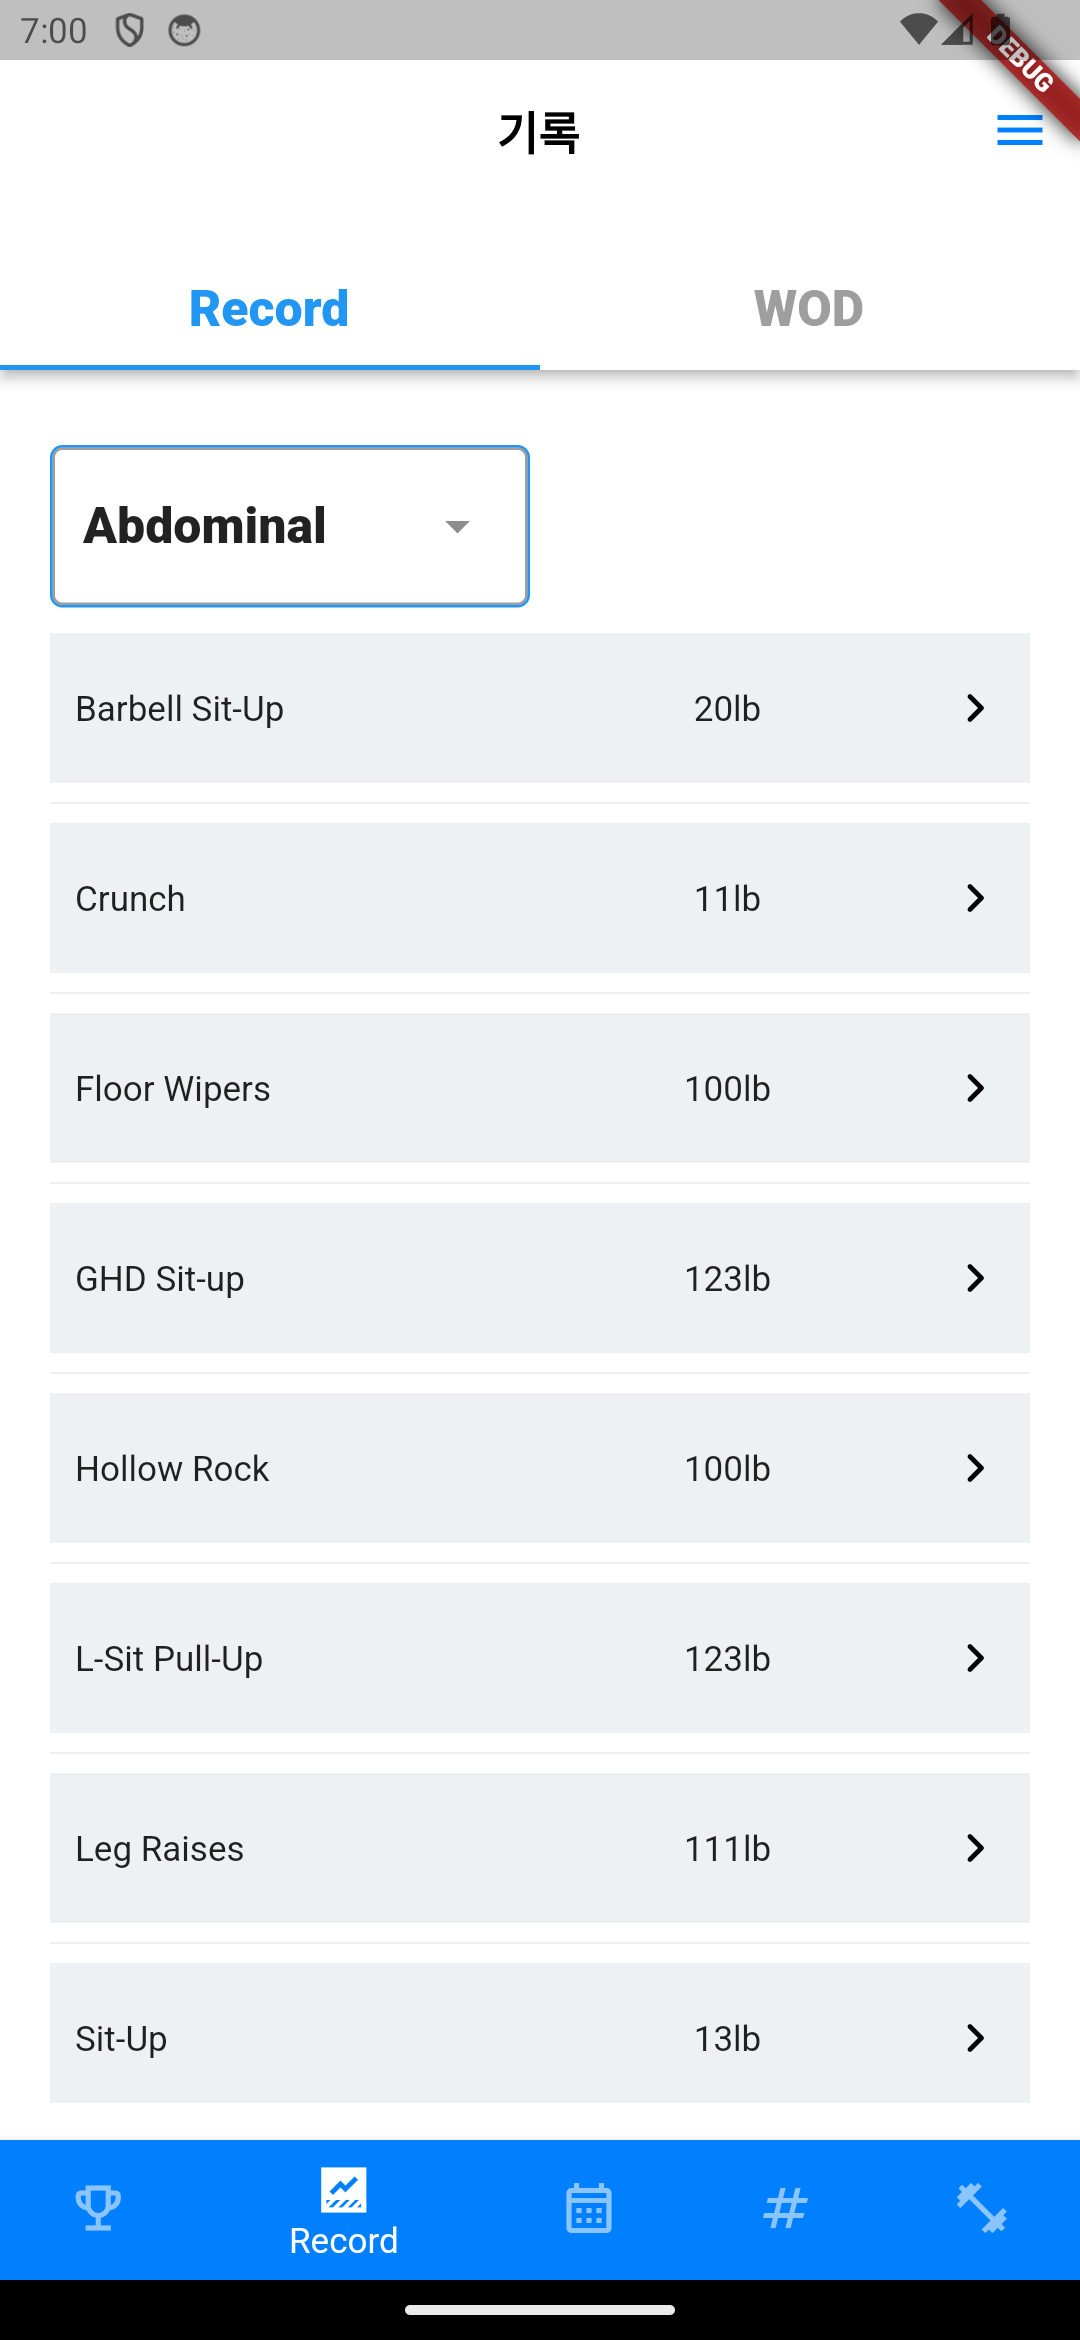 7:00
DEBUG
기록
Record
WOD
Abdominal
Barbell Sit-Up 20lb
Crunch 11lb
Floor Wipers 100lb
GHD Sit-up 123lb
Hollow Rock 100lb
L-Sit Pull-Up 123lb
Leg Raises 111lb
Sit-Up 13lb
Record